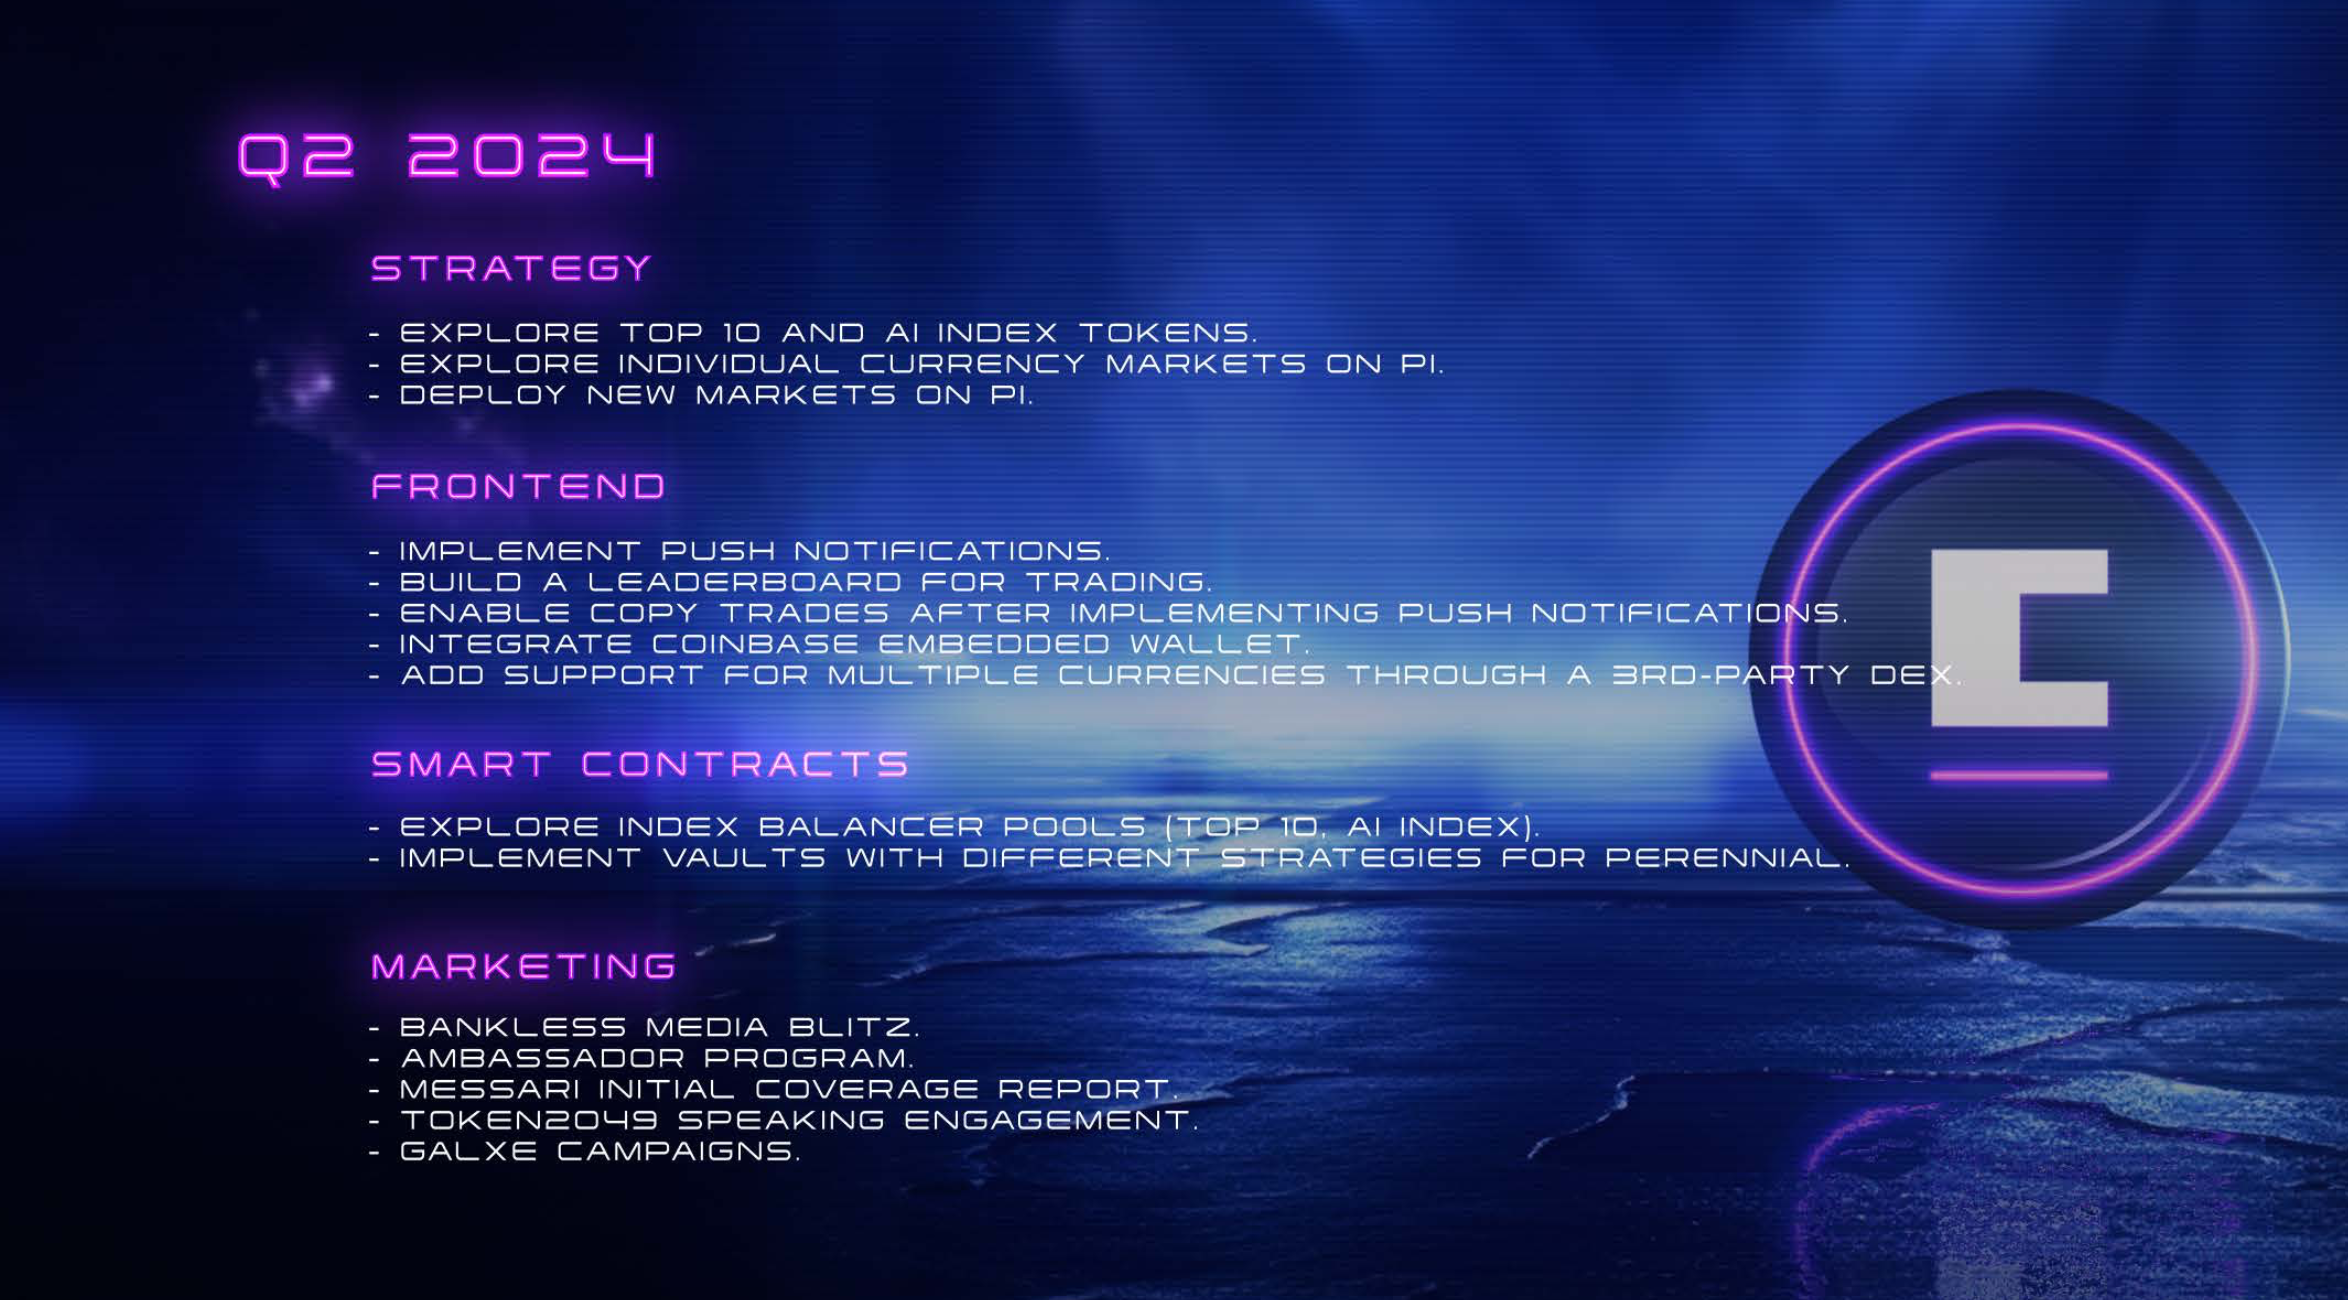 Q2 2024
STRATEGY
- EXPLORE TOP 10 AND AI INDEX TOKENS.
- EXPLORE INDIVIDUAL CURRENCY MARKETS ON PI.
- DEPLOY NEW MARKETS ON PI.
FRONTEND
- IMPLEMENT PUSH NOTIFICATIONS.
- BUILD A LEADERBOARD FOR TRADING.
- ENABLE COPY TRADES AFTER IMPLEMENTING PUSH NOTIFICATIONS.
- INTEGRATE COINBASE EMBEDDED WALLET.
- ADD SUPPORT FOR MULTIPLE CURRENCIES THROUGH A 3RD-PARTY DEX.
SMART CONTRACTS
- EXPLORE INDEX BALANCER POOLS (TOP 10, AI INDEX).
- IMPLEMENT VAULTS WITH DIFFERENT STRATEGIES FOR PERENNIAL.
MARKETING
- BANKLESS MEDIA BLITZ.
- AMBASSADOR PROGRAM.
- MESSARI INITIAL COVERAGE REPORT.
- TOKEN2049 SPEAKING ENGAGEMENT.
- GALXE CAMPAIGNS.